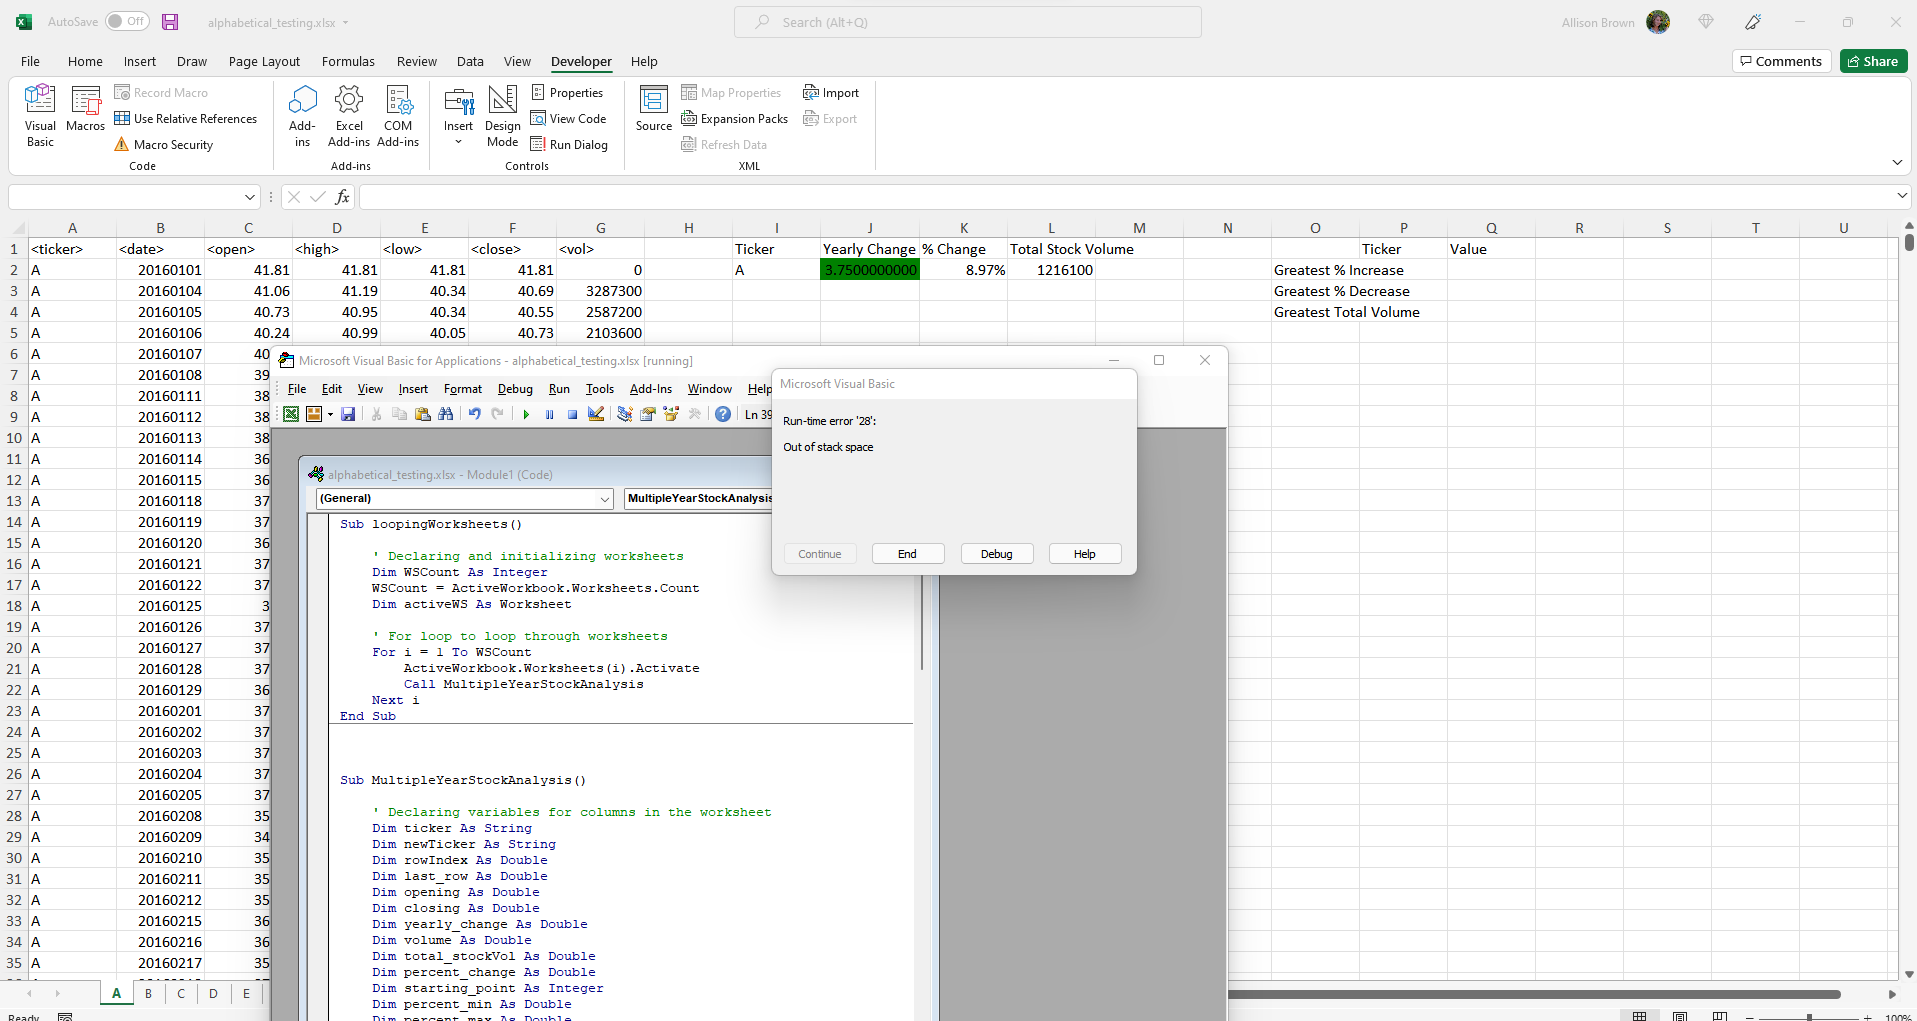 AutoSave Off alphabetical_testing.xlsx Search (Alt+Q) Allison Brown
File Home Insert Draw Page Layout Formulas Review Data View Developer Help Comments Share
Visual Basic Macros Record Macro Use Relative References Macro Security Code
Add-ins Excel Add-ins COM Add-ins Add-ins
Insert Design Mode Properties View Code Run Dialog Controls
Source Map Properties Expansion Packs Refresh Data Import Export XML
fx
A B C D E F G H I J K L M N O P Q R S T U
1 <ticker> <date> <open> <high> <low> <close> <vol> Ticker Yearly Change % Change Total Stock Volume Ticker Value
2 A 20160101 41.81 41.81 41.81 41.81 0 A 3.7500000000 8.97% 1216100 Greatest % Increase
3 A 20160104 41.06 41.19 40.34 40.69 3287300 Greatest % Decrease
4 A 20160105 40.73 40.95 40.34 40.55 2587200 Greatest Total Volume
5 A 20160106 40.24 40.99 40.05 40.73 2103600
6 A 20160107 40
7 A 20160108 39
8 A 20160111 38
9 A 20160112 38
10 A 20160113 38
11 A 20160114 36
12 A 20160115 36
13 A 20160118 37
14 A 20160119 37
15 A 20160120 36
16 A 20160121 37
17 A 20160122 37
18 A 20160125 3
19 A 20160126 37
20 A 20160127 37
21 A 20160128 37
22 A 20160129 36
23 A 20160201 37
24 A 20160202 37
25 A 20160203 37
26 A 20160204 37
27 A 20160205 37
28 A 20160208 35
29 A 20160209 34
30 A 20160210 35
31 A 20160211 35
32 A 20160212 35
33 A 20160215 36
34 A 20160216 36
35 A 20160217 35
Microsoft Visual Basic for Applications - alphabetical_testing.xlsx [running]
File Edit View Insert Format Debug Run Tools Add-Ins Window Help
Ln 39
Microsoft Visual Basic
Run-time error '28':
Out of stack space
Continue End Debug Help
alphabetical_testing.xlsx - Module1 (Code)
(General) MultipleYearStockAnalysis
Sub loopingWorksheets()
' Declaring and initializing worksheets
Dim WSCount As Integer
WSCount = ActiveWorkbook.Worksheets.Count
Dim activeWS As Worksheet
' For loop to loop through worksheets
For i = 1 To WSCount
ActiveWorkbook.Worksheets(i).Activate
Call MultipleYearStockAnalysis
Next i
End Sub
Sub MultipleYearStockAnalysis()
' Declaring variables for columns in the worksheet
Dim ticker As String
Dim newTicker As String
Dim rowIndex As Double
Dim last_row As Double
Dim opening As Double
Dim closing As Double
Dim yearly_change As Double
Dim volume As Double
Dim total_stockVol As Double
Dim percent_change As Double
Dim starting_point As Integer
Dim percent_min As Double
Dim percent_max As Double
A B C D E
Ready 100%